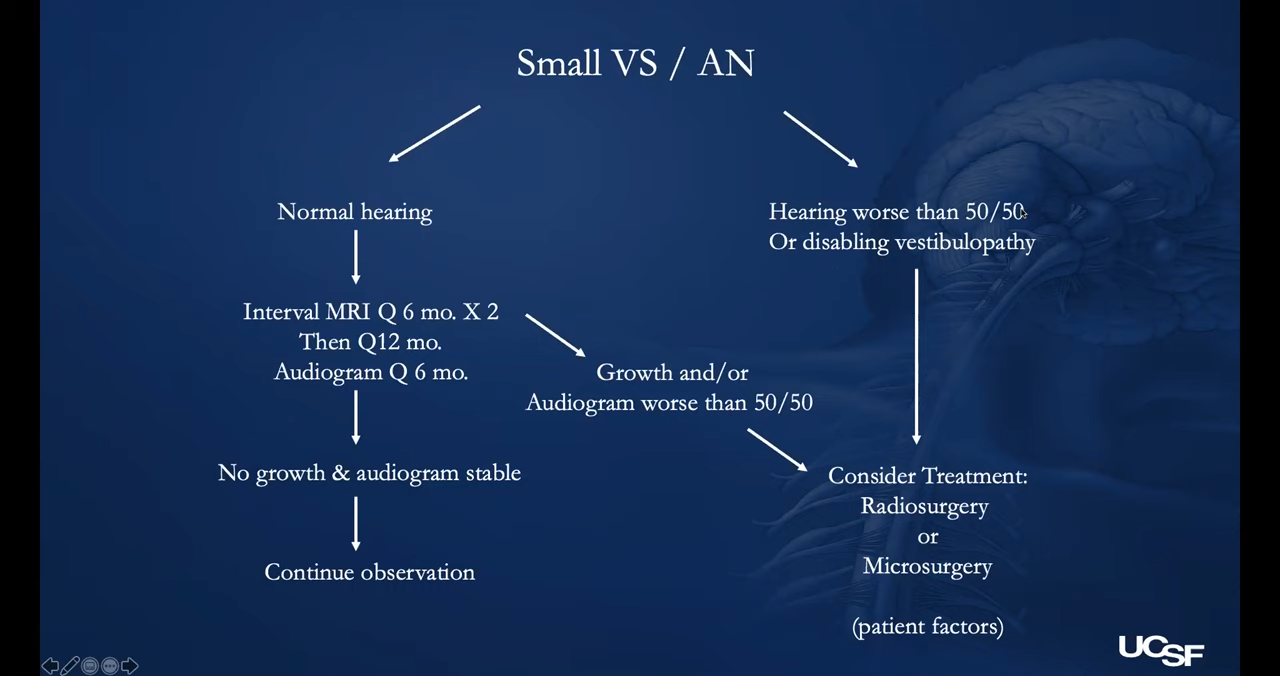 Small VS / AN
Normal hearing
Hearing worse than 50/50
Or disabling vestibulopathy
Interval MRI Q 6 mo. X 2
Then Q12 mo.
Audiogram Q 6 mo.
Growth and/or
Audiogram worse than 50/50
No growth & audiogram stable
Consider Treatment:
Radiosurgery
or
Microsurgery
Continue observation
(patient factors)
UCSF